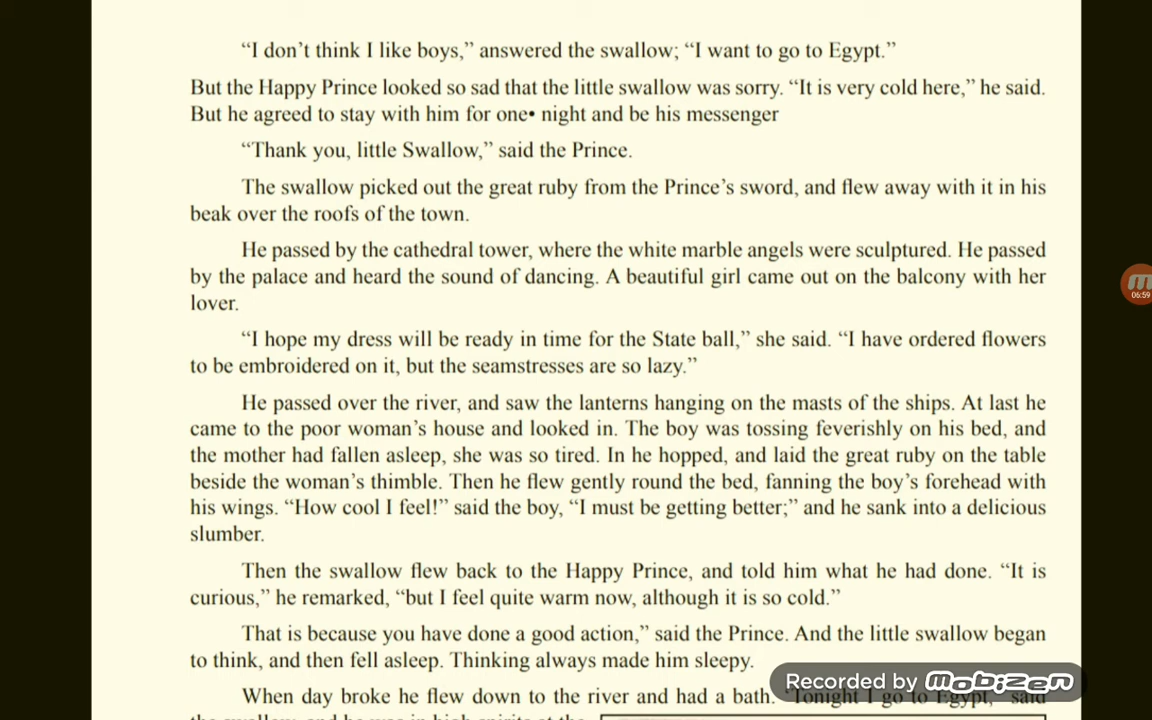 “I don’t think I like boys,” answered the swallow; “I want to go to Egypt.”
But the Happy Prince looked so sad that the little swallow was sorry. “It is very cold here,” he said.
But he agreed to stay with him for one• night and be his messenger
“Thank you, little Swallow,” said the Prince.
The swallow picked out the great ruby from the Prince’s sword, and flew away with it in his
beak over the roofs of the town.
He passed by the cathedral tower, where the white marble angels were sculptured. He passed
by the palace and heard the sound of dancing. A beautiful girl came out on the balcony with her
lover.
“I hope my dress will be ready in time for the State ball,” she said. “I have ordered flowers
to be embroidered on it, but the seamstresses are so lazy.”
He passed over the river, and saw the lanterns hanging on the masts of the ships. At last he
came to the poor woman’s house and looked in. The boy was tossing feverishly on his bed, and
the mother had fallen asleep, she was so tired. In he hopped, and laid the great ruby on the table
beside the woman’s thimble. Then he flew gently round the bed, fanning the boy’s forehead with
his wings. “How cool I feel!” said the boy, “I must be getting better;” and he sank into a delicious
slumber.
Then the swallow flew back to the Happy Prince, and told him what he had done. “It is
curious,” he remarked, “but I feel quite warm now, although it is so cold.”
That is because you have done a good action,” said the Prince. And the little swallow began
to think, and then fell asleep. Thinking always made him sleepy.
When day broke he flew down to the river and had a bath. “Tonight I go to Egypt,” said
06:59
Recorded by mobizen